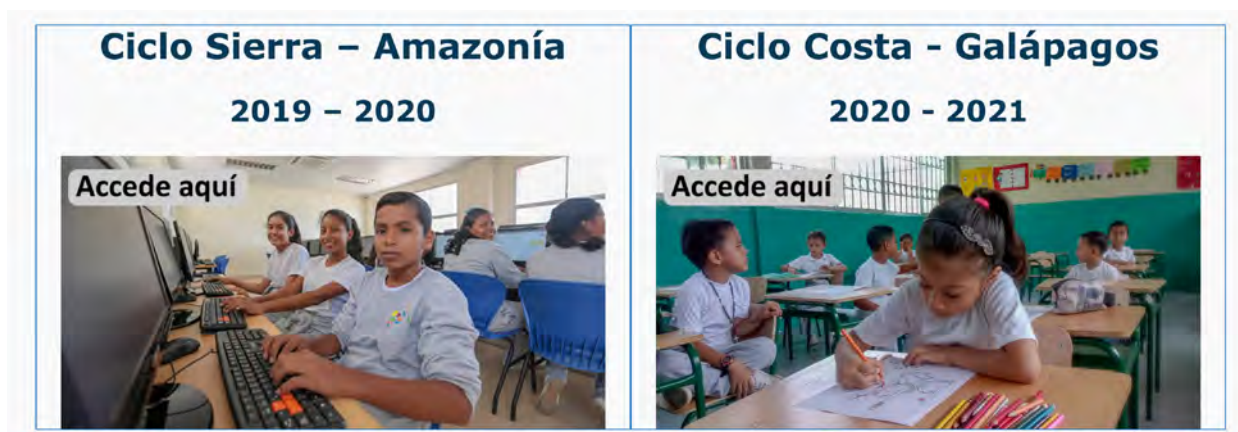 Ciclo Sierra – Amazonía
2019 – 2020
Accede aquí
Ciclo Costa - Galápagos
2020 - 2021
Accede aquí